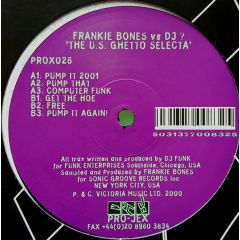 FRANKIE BONES vs DJ ?
'THE U.S. GHETTO SELECTA'
PROX026
A1. PUMP IT 2001
A2. PUMP THAT
A3. COMPUTER FUNK
B1. GET THE HOE
B2. FREE
B3. PUMP IT AGAIN!
5031377008325
All trax written and produced by DJ FUNK
for FUNK ENTERPRISES Southside, Chicago, USA
Sampled and Produced by FRANKIE BONES
for SONIC GROOVE RECORDS Inc
NEW YORK CITY, USA
P. & C. VICTORIA MUSIC LTD. 2000
PRO-JEX
FAX +44(0)20 8960 3834